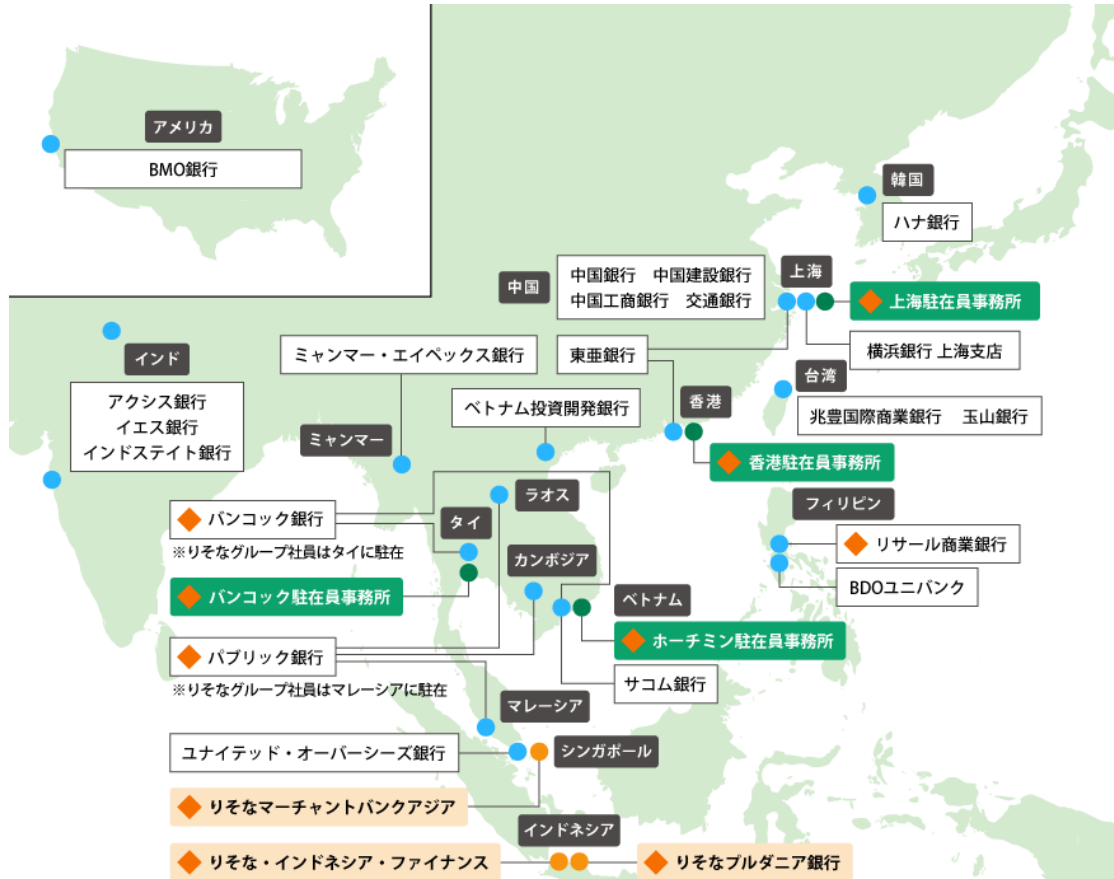 アメリカ
BMO銀行
韓国
ハナ銀行
中国
中国銀行　中国建設銀行
中国工商銀行　交通銀行
上海
上海駐在員事務所
横浜銀行 上海支店
東亜銀行
インド
アクシス銀行
イエス銀行
インドステイト銀行
ミャンマー・エイペックス銀行
ミャンマー
ベトナム投資開発銀行
香港
香港駐在員事務所
台湾
兆豊国際商業銀行　玉山銀行
フィリピン
リサール商業銀行
BDOユニバンク
ラオス
タイ
バンコック銀行
※りそなグループ社員はタイに駐在
バンコック駐在員事務所
カンボジア
ベトナム
ホーチミン駐在員事務所
サコム銀行
パブリック銀行
※りそなグループ社員はマレーシアに駐在
マレーシア
ユナイテッド・オーバーシーズ銀行
シンガポール
りそなマーチャントバンクアジア
インドネシア
りそな・インドネシア・ファイナンス
りそなプルダニア銀行